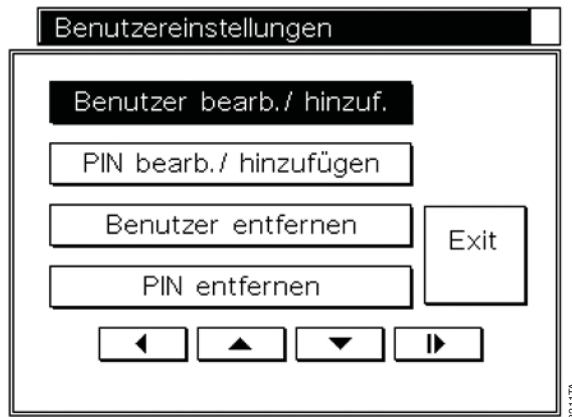 Benutzereinstellungen
Benutzer bearb./ hinzuf.
PIN bearb./ hinzufügen
Benutzer entfernen
Exit
PIN entfernen